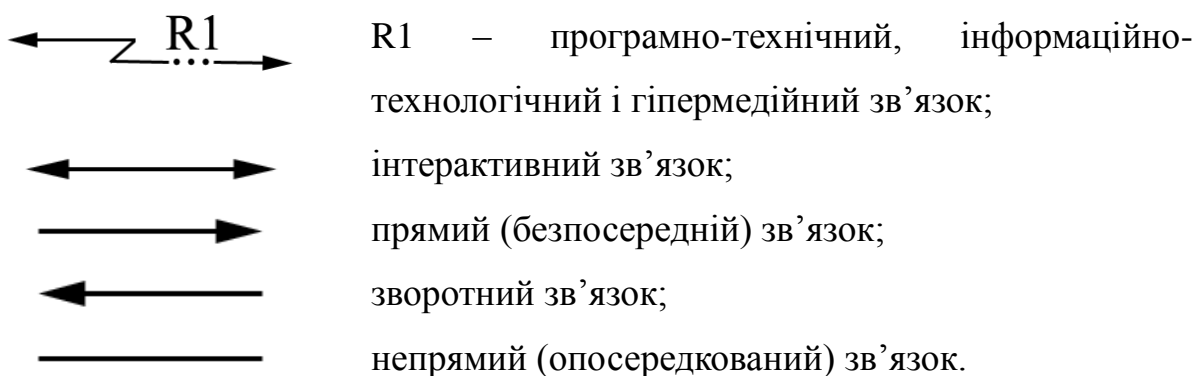 R1 R1 – програмно-технічний, інформаційно-
технологічний і гіпермедійний зв’язок;
інтерактивний зв’язок;
прямий (безпосередній) зв’язок;
зворотний зв’язок;
непрямий (опосередкований) зв’язок.